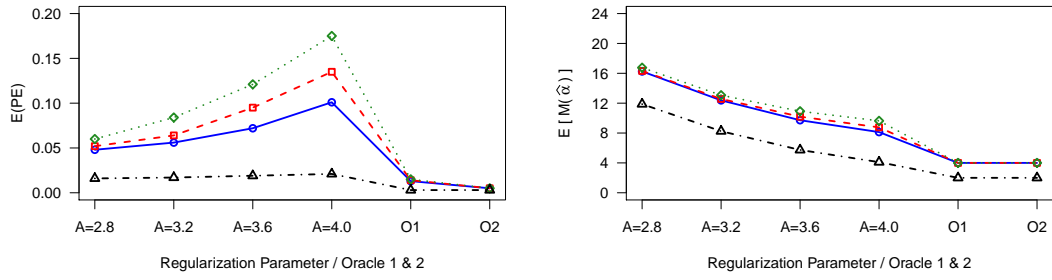 0.20
0.15
0.10
0.05
0.00
E(PE)
A=2.8 A=3.2 A=3.6 A=4.0 O1 O2
Regularization Parameter / Oracle 1 & 2
24
20
16
12
8
4
0
E [ M(α̂) ]
A=2.8 A=3.2 A=3.6 A=4.0 O1 O2
Regularization Parameter / Oracle 1 & 2